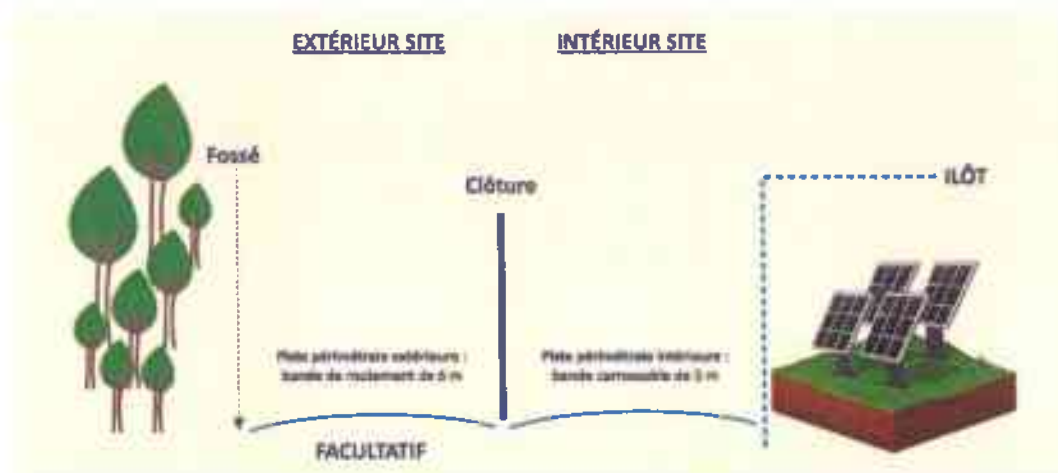 EXTÉRIEUR SITE
INTÉRIEUR SITE
Fossé
Clôture
ILÔT
Piste périmétrale extérieure :
bande de roulement de 6 m
Piste périmétrale intérieure :
bande carrossable de 5 m
FACULTATIF